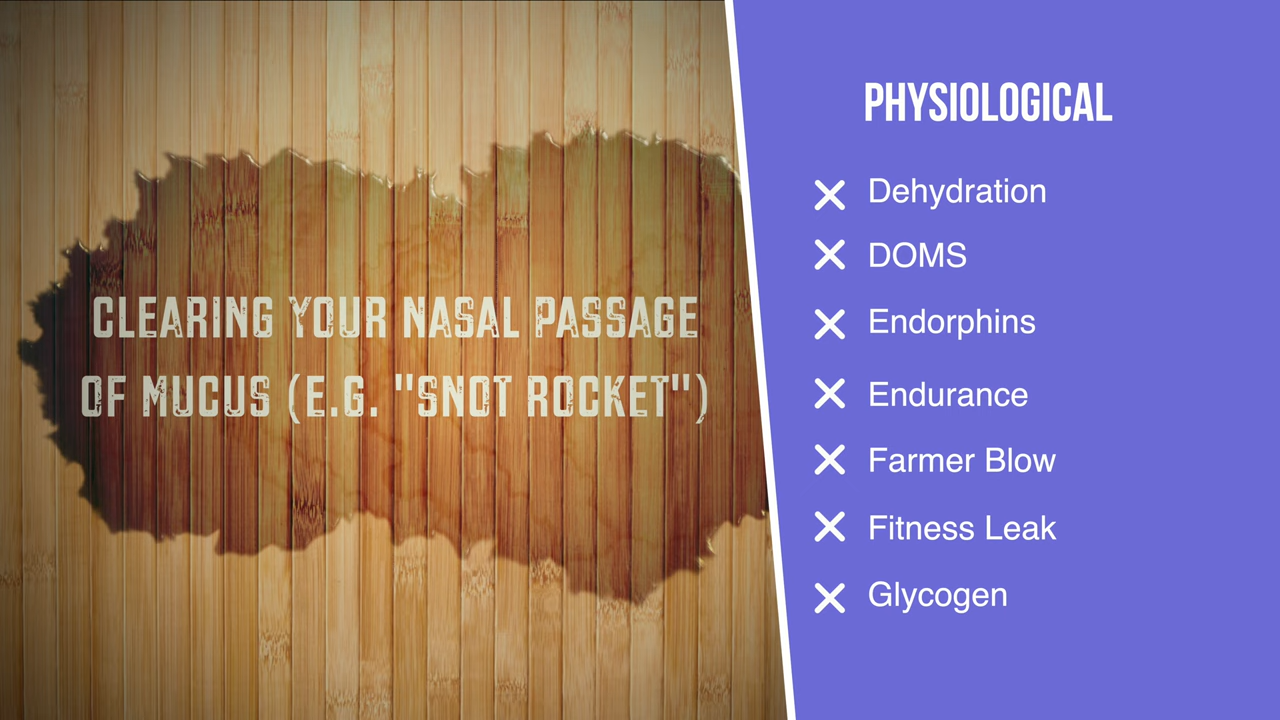 CLEARING YOUR NASAL PASSAGE
OF MUCUS (E.G. "SNOT ROCKET")
PHYSIOLOGICAL
Dehydration
DOMS
Endorphins
Endurance
Farmer Blow
Fitness Leak
Glycogen